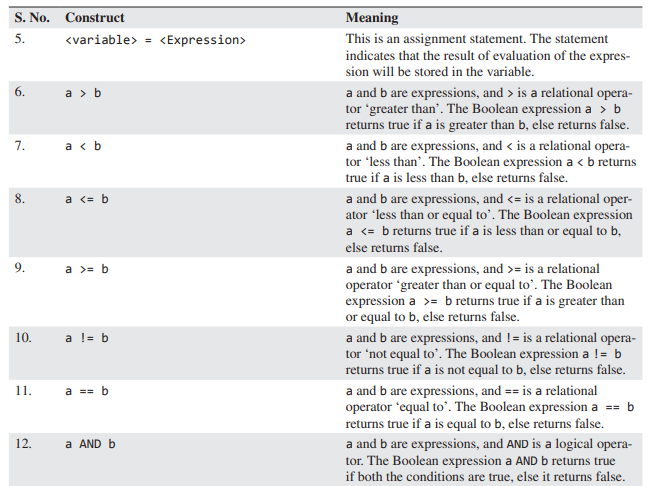 S. No. Construct Meaning
5. <variable> = <Expression> This is an assignment statement. The statement
indicates that the result of evaluation of the expres-
sion will be stored in the variable.
6. a > b a and b are expressions, and > is a relational opera-
tor ‘greater than’. The Boolean expression a > b
returns true if a is greater than b, else returns false.
7. a < b a and b are expressions, and < is a relational opera-
tor ‘less than’. The Boolean expression a < b returns
true if a is less than b, else returns false.
8. a <= b a and b are expressions, and <= is a relational oper-
ator ‘less than or equal to’. The Boolean expression
a <= b returns true if a is less than or equal to b,
else returns false.
9. a >= b a and b are expressions, and >= is a relational
operator ‘greater than or equal to’. The Boolean
expression a >= b returns true if a is greater than
or equal to b, else returns false.
10. a != b a and b are expressions, and != is a relational opera-
tor ‘not equal to’. The Boolean expression a != b
returns true if a is not equal to b, else returns false.
11. a == b a and b are expressions, and == is a relational
operator ‘equal to’. The Boolean expression a == b
returns true if a is equal to b, else returns false.
12. a AND b a and b are expressions, and AND is a logical opera-
tor. The Boolean expression a AND b returns true
if both the conditions are true, else it returns false.